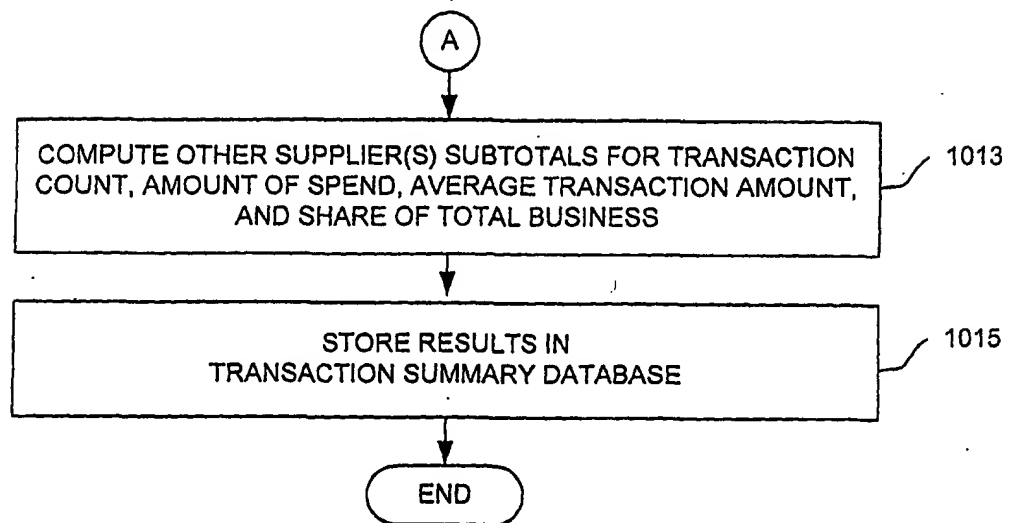 A
COMPUTE OTHER SUPPLIER(S) SUBTOTALS FOR TRANSACTION
COUNT, AMOUNT OF SPEND, AVERAGE TRANSACTION AMOUNT,
AND SHARE OF TOTAL BUSINESS
1013
STORE RESULTS IN
TRANSACTION SUMMARY DATABASE
1015
END